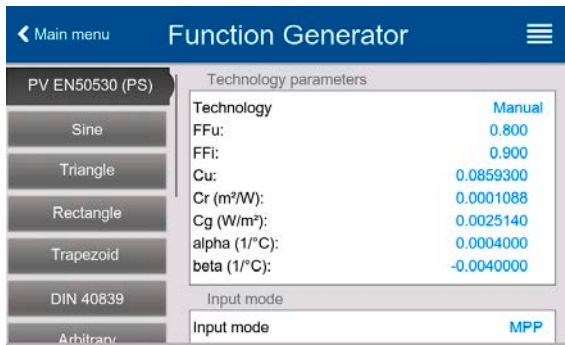 Main menu
Function Generator
PV EN50530 (PS)
Sine
Triangle
Rectangle
Trapezoid
DIN 40839
Arbitrary
Technology parameters
Technology Manual
FFu: 0.800
FFi: 0.900
Cu: 0.0859300
Cr (m²/W): 0.0001088
Cg (W/m²): 0.0025140
alpha (1/°C): 0.0004000
beta (1/°C): -0.0040000
Input mode
Input mode MPP